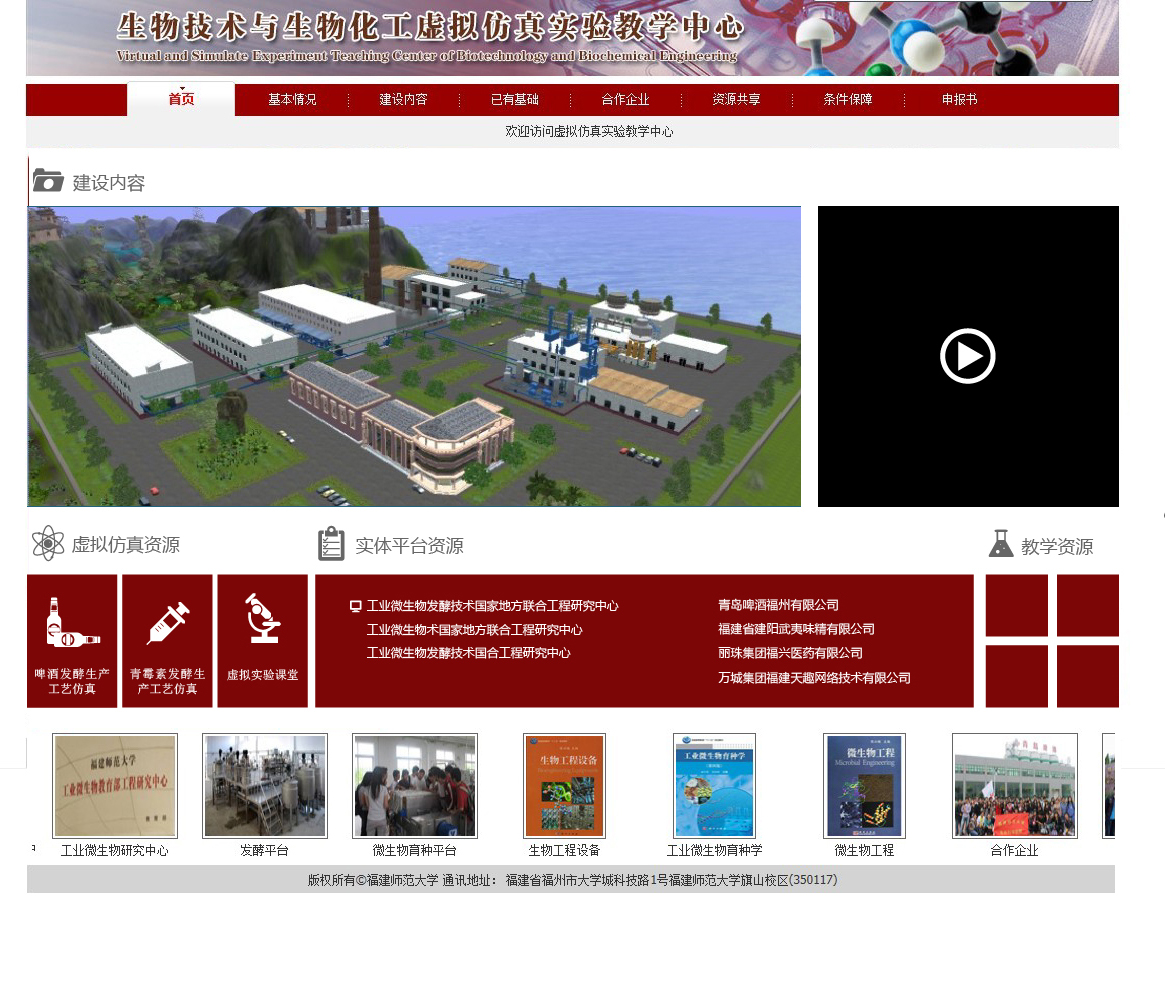 生物技术与生物化工虚拟仿真实验教学中心
Virtual and Simulate Experiment Teaching Center of Biotechnology and Biochemical Engineering
首页 基本情况 建设内容 已有基础 合作企业 资源共享 条件保障 申报书
欢迎访问虚拟仿真实验教学中心
建设内容
虚拟仿真资源 实体平台资源 教学资源
啤酒发酵生产
工艺仿真
青霉素发酵生
产工艺仿真
虚拟实验课堂
工业微生物发酵技术国家地方联合工程研究中心
工业微生物术国家地方联合工程研究中心
工业微生物发酵技术国合工程研究中心
青岛啤酒福州有限公司
福建省建阳武夷味精有限公司
丽珠集团福兴医药有限公司
万城集团福建天趣网络技术有限公司
福建师范大学
工业微生物教育部工程研究中心
生物工程设备
工业微生物育种学
微生物工程
Microbial Engineering
工业微生物研究中心 发酵平台 微生物育种平台 生物工程设备 工业微生物育种学 微生物工程 合作企业
版权所有©福建师范大学 通讯地址： 福建省福州市大学城科技路1号福建师范大学旗山校区(350117)